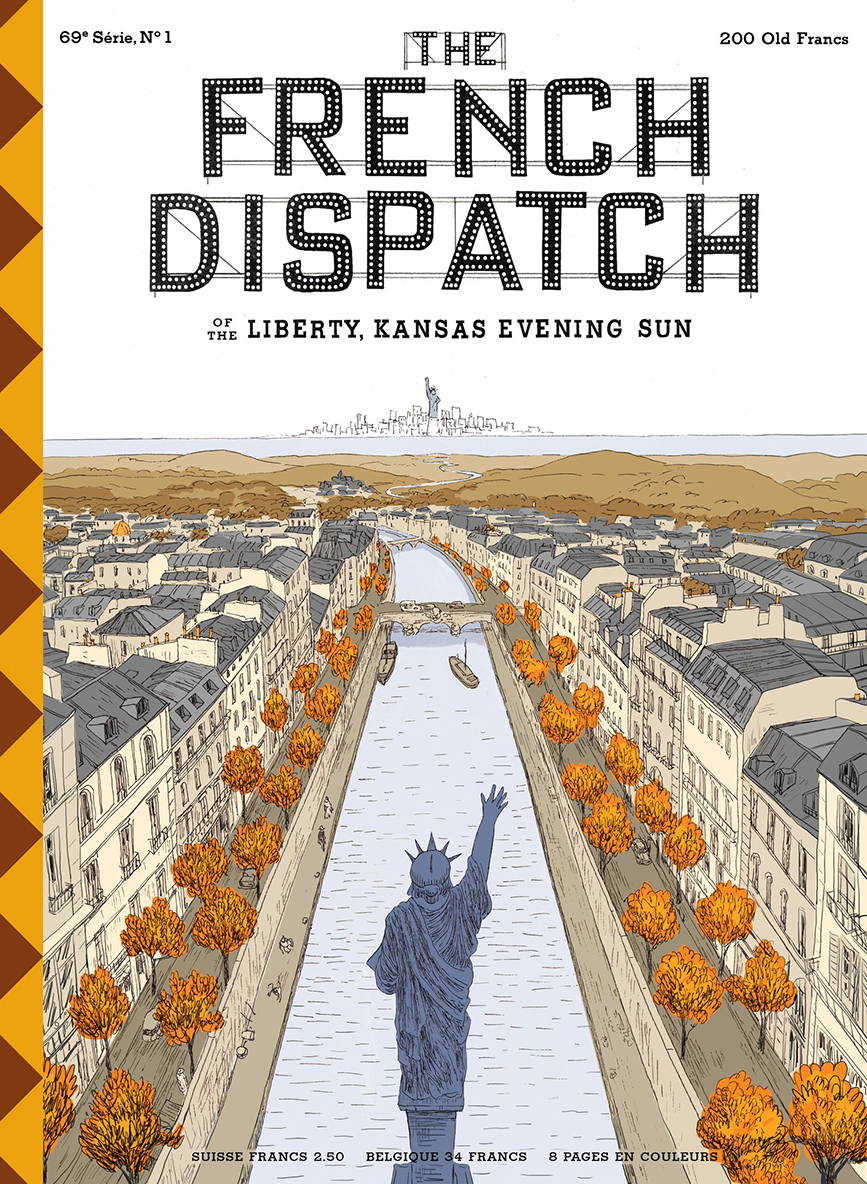 69e Série, Nº 1
200 Old Francs
THE
FRENCH
DISPATCH
OF THE LIBERTY, KANSAS EVENING SUN
SUISSE FRANCS 2.50 BELGIQUE 34 FRANCS 8 PAGES EN COULEURS